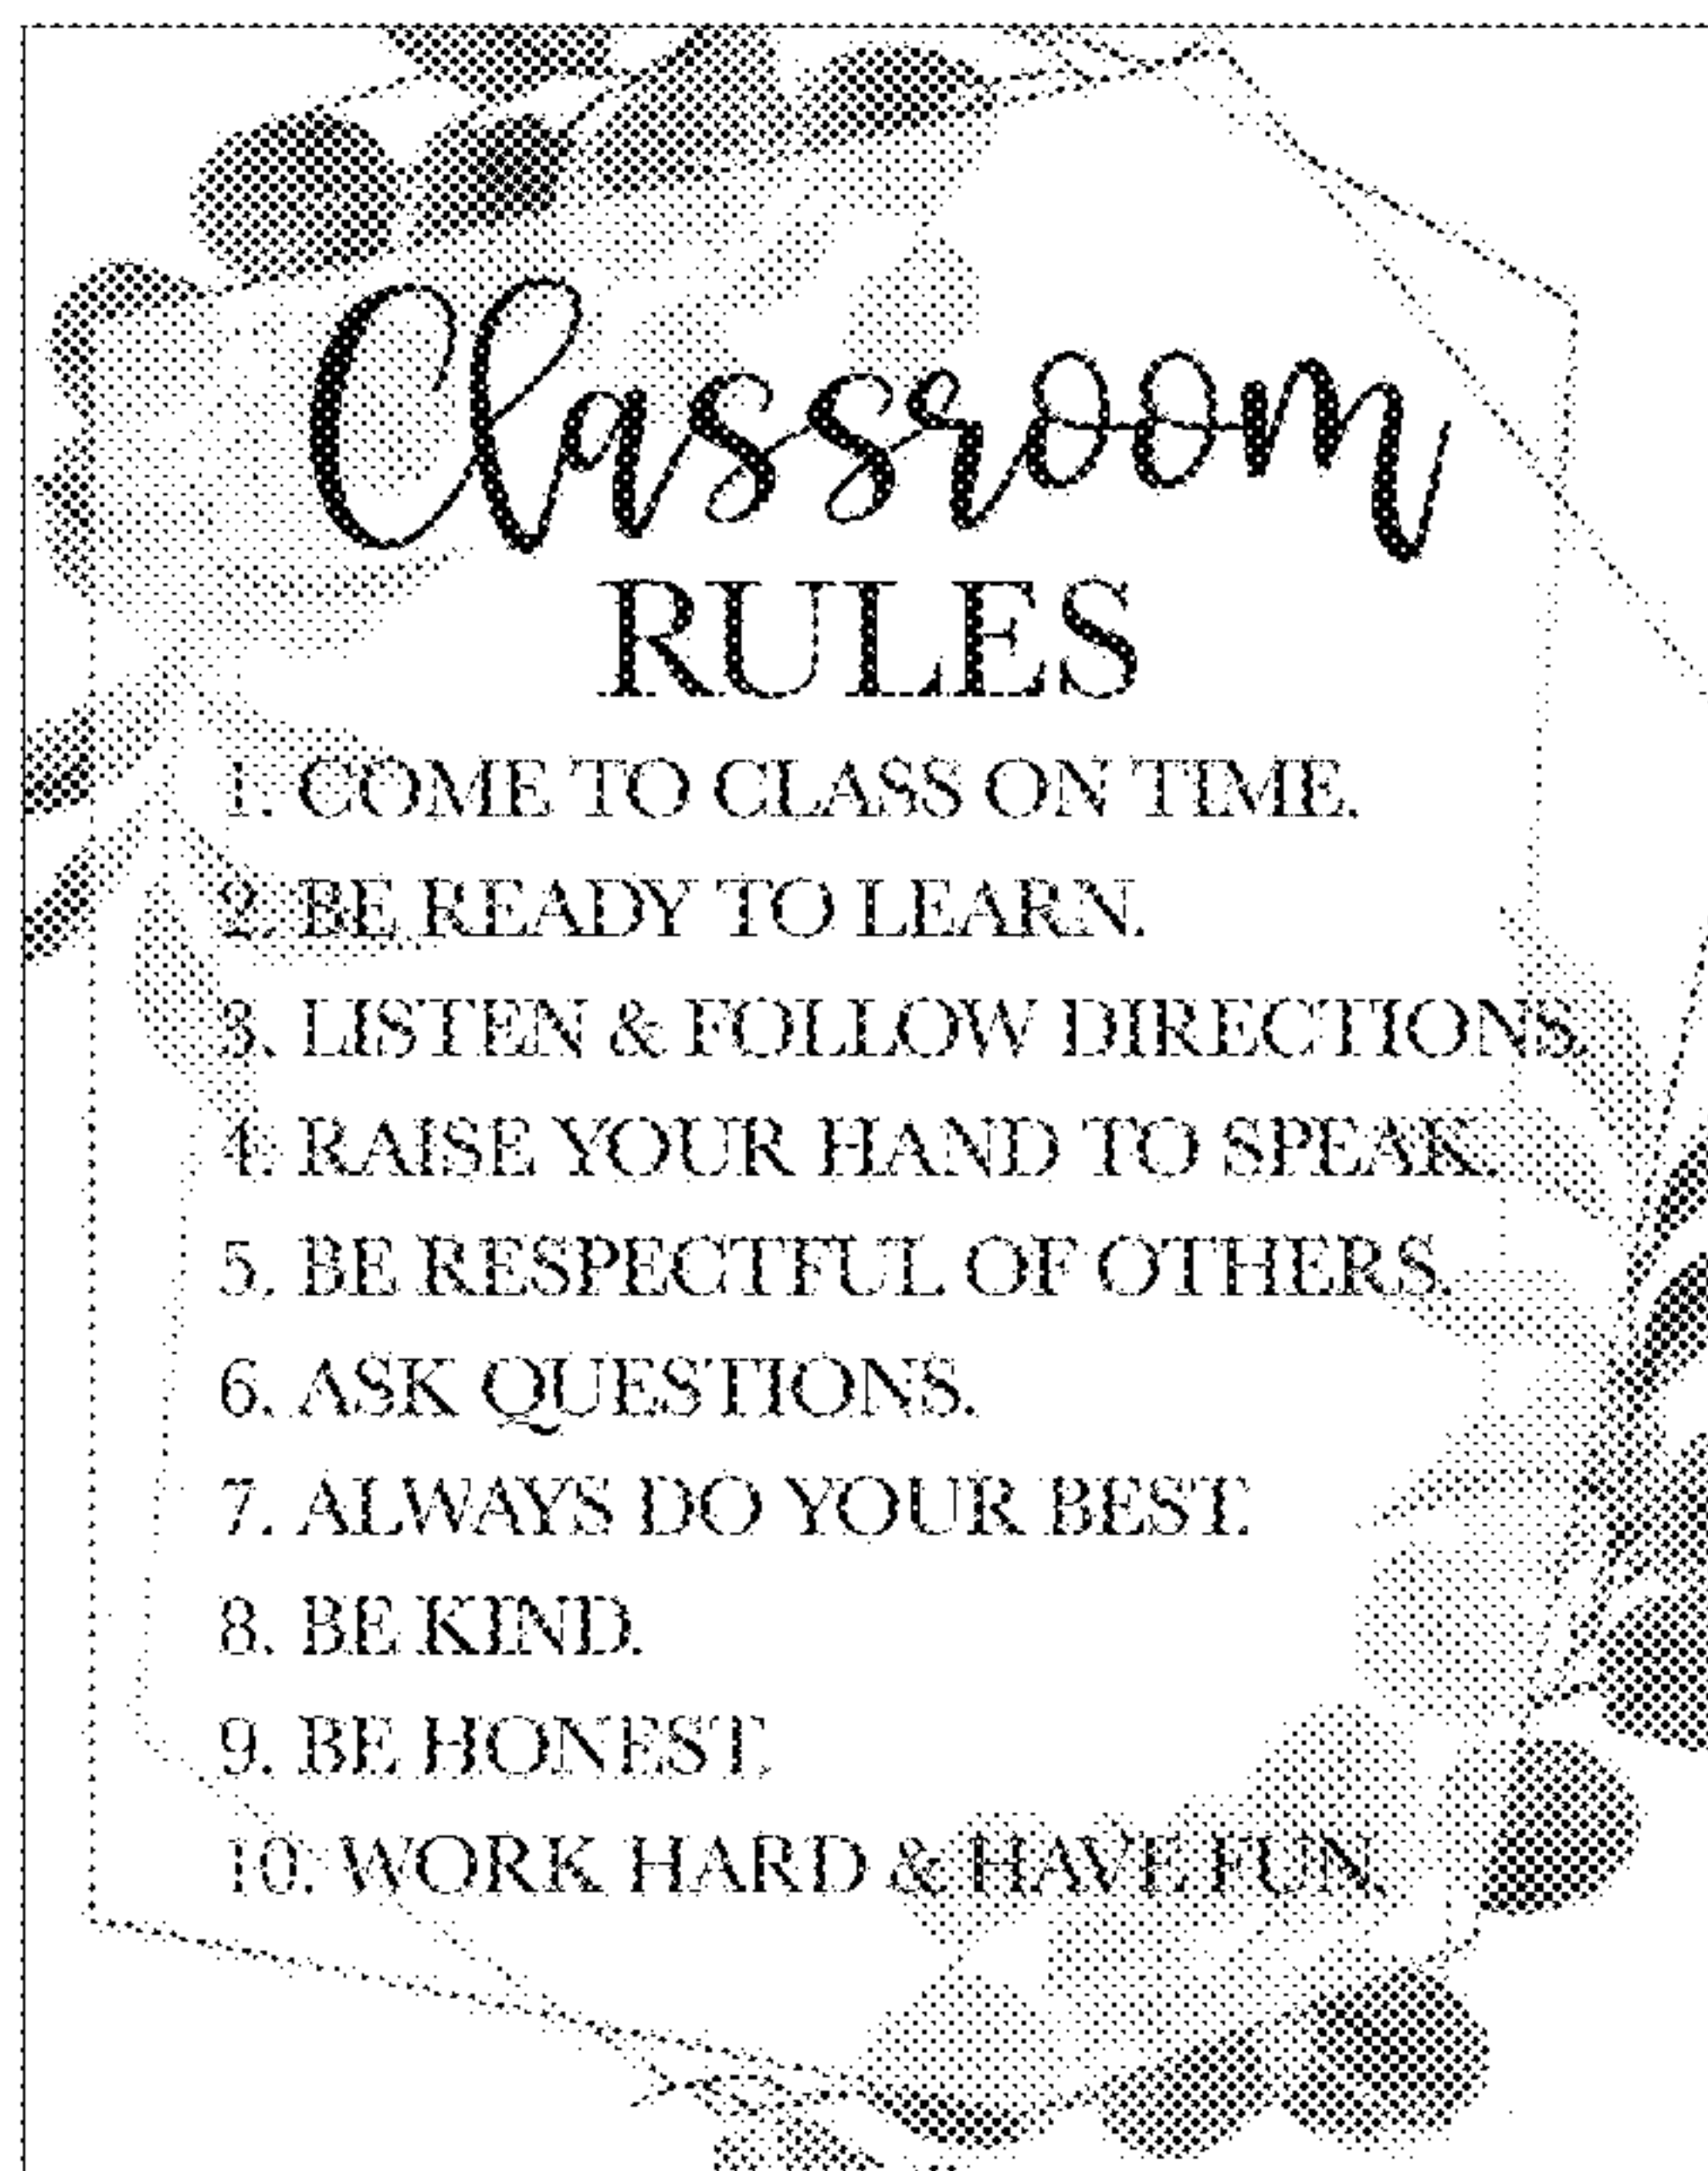 Classroom
RULES
1. COME TO CLASS ON TIME.
2. BE READY TO LEARN.
3. LISTEN & FOLLOW DIRECTIONS.
4. RAISE YOUR HAND TO SPEAK.
5. BE RESPECTFUL OF OTHERS.
6. ASK QUESTIONS.
7. ALWAYS DO YOUR BEST.
8. BE KIND.
9. BE HONEST.
10. WORK HARD & HAVE FUN.